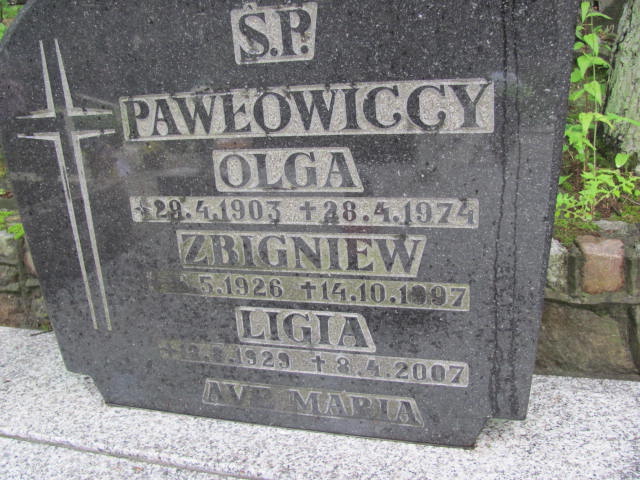 Ś.P.
PAWŁOWICCY
OLGA
*29.4.1903 +28.4.1974
ZBIGNIEW
5.1926 +14.10.1997
LIGIA
1929 +8.4.2007
AVE MARIA